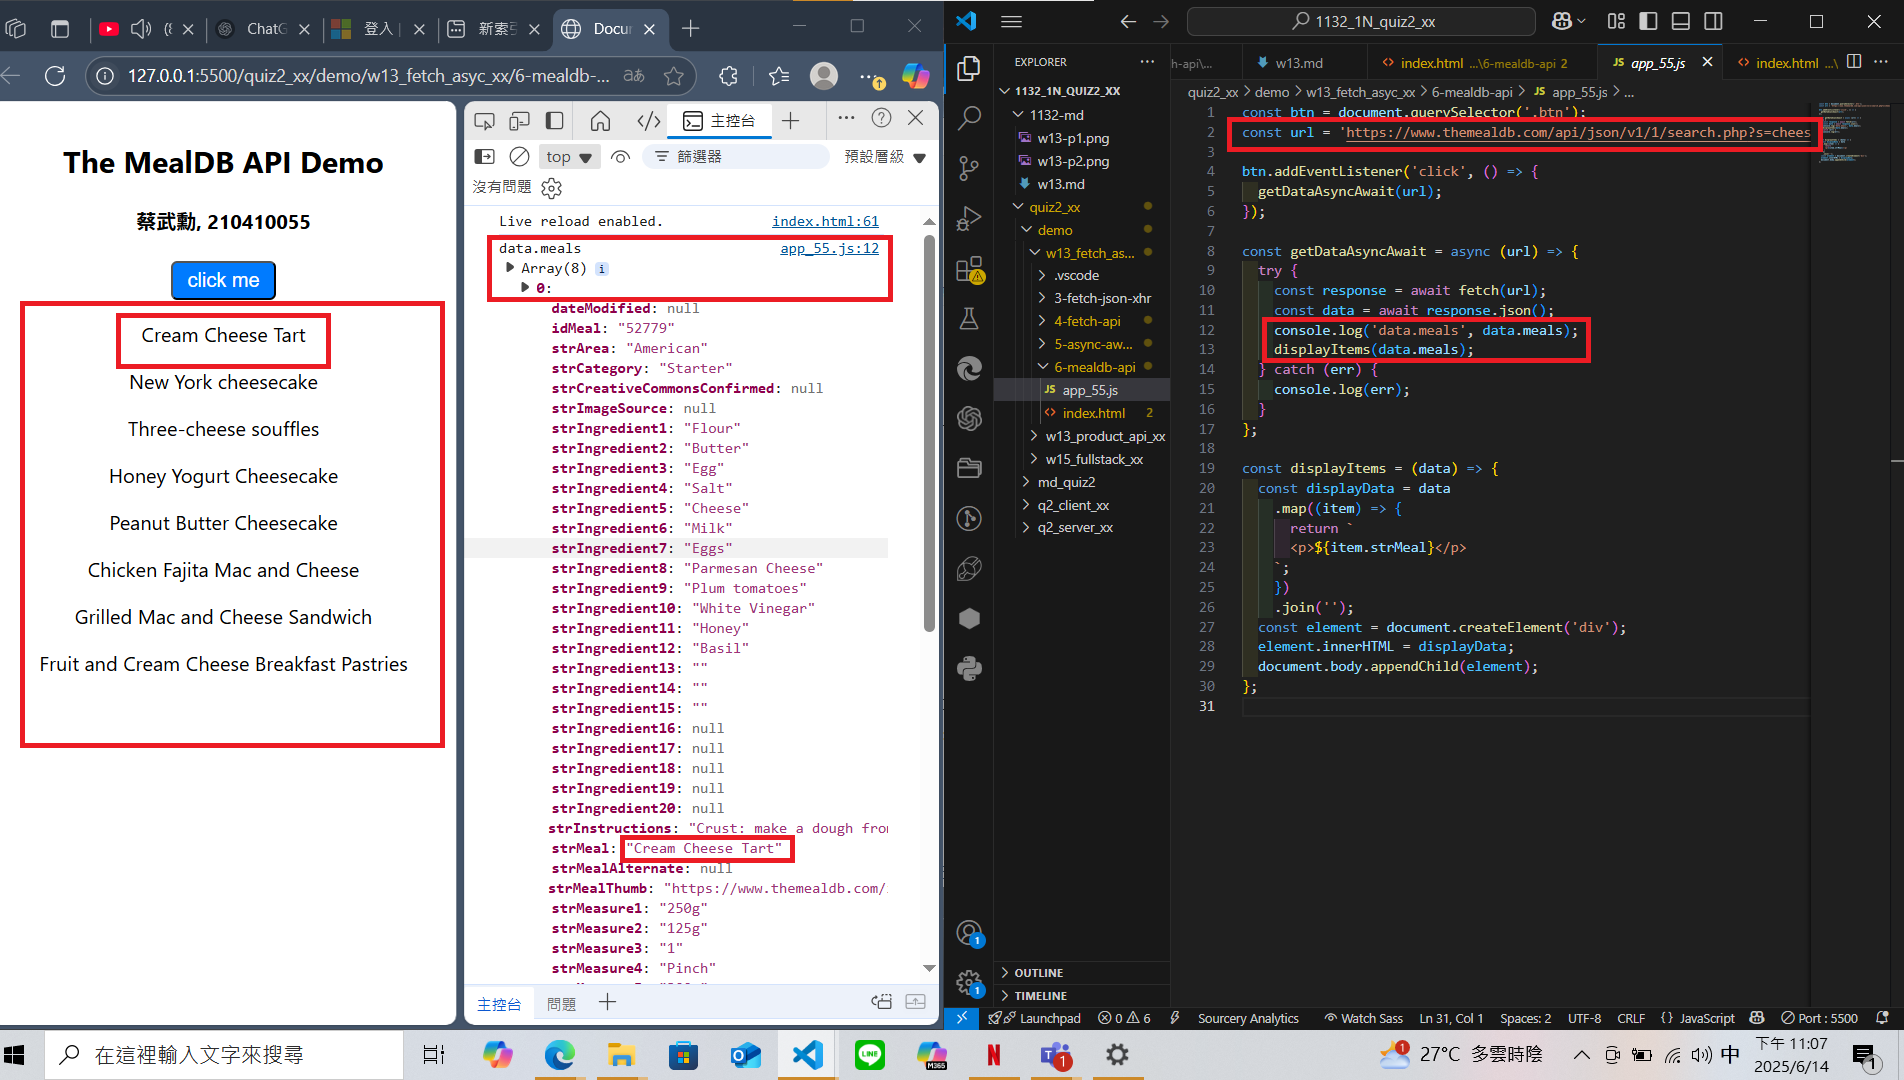 ChatG
登入
新索引
Docur
127.0.0.1:5500/quiz2_xx/demo/w13_fetch_asyc_xx/6-mealdb-...
The MealDB API Demo
蔡武勳, 210410055
click me
Cream Cheese Tart
New York cheesecake
Three-cheese souffles
Honey Yogurt Cheesecake
Peanut Butter Cheesecake
Chicken Fajita Mac and Cheese
Grilled Mac and Cheese Sandwich
Fruit and Cream Cheese Breakfast Pastries
主控台
top
篩選器
預設層級
沒有問題
Live reload enabled. index.html:61
data.meals app_55.js:12
Array(8) i
0:
dateModified: null
idMeal: "52779"
strArea: "American"
strCategory: "Starter"
strCreativeCommonsConfirmed: null
strImageSource: null
strIngredient1: "Flour"
strIngredient2: "Butter"
strIngredient3: "Egg"
strIngredient4: "Salt"
strIngredient5: "Cheese"
strIngredient6: "Milk"
strIngredient7: "Eggs"
strIngredient8: "Parmesan Cheese"
strIngredient9: "Plum tomatoes"
strIngredient10: "White Vinegar"
strIngredient11: "Honey"
strIngredient12: "Basil"
strIngredient13: ""
strIngredient14: ""
strIngredient15: ""
strIngredient16: null
strIngredient17: null
strIngredient18: null
strIngredient19: null
strIngredient20: null
strInstructions: "Crust: make a dough fro
strMeal: "Cream Cheese Tart"
strMealAlternate: null
strMealThumb: "https://www.themealdb.com/
strMeasure1: "250g"
strMeasure2: "125g"
strMeasure3: "1"
strMeasure4: "Pinch"
主控台 問題
1132_1N_quiz2_xx
EXPLORER
1132_1N_QUIZ2_XX
1132-md
w13-p1.png
w13-p2.png
w13.md
quiz2_xx
demo
w13_fetch_as...
.vscode
3-fetch-json-xhr
4-fetch-api
5-async-aw...
6-mealdb-api
JS app_55.js
index.html 2
w13_product_api_xx
w15_fullstack_xx
md_quiz2
q2_client_xx
q2_server_xx
OUTLINE
TIMELINE
h-api\... w13.md index.html ...\6-mealdb-api 2 JS app_55.js index.html ...\
quiz2_xx > demo > w13_fetch_asyc_xx > 6-mealdb-api > JS app_55.js > ...
1 const btn = document.querySelector('.btn');
2 const url = 'https://www.themealdb.com/api/json/v1/1/search.php?s=chees
3
4 btn.addEventListener('click', () => {
5 getDataAsyncAwait(url);
6 });
7
8 const getDataAsyncAwait = async (url) => {
9 try {
10 const response = await fetch(url);
11 const data = await response.json();
12 console.log('data.meals', data.meals);
13 displayItems(data.meals);
14 } catch (err) {
15 console.log(err);
16 }
17 };
18
19 const displayItems = (data) => {
20 const displayData = data
21 .map((item) => {
22 return `
23 <p>${item.strMeal}</p>
24 `;
25 })
26 .join('');
27 const element = document.createElement('div');
28 element.innerHTML = displayData;
29 document.body.appendChild(element);
30 };
31
Launchpad 0 6 Sourcery Analytics Watch Sass Ln 31, Col 1 Spaces: 2 UTF-8 CRLF {} JavaScript Port : 5500
在這裡輸入文字來搜尋
27°C 多雲時陰
中
下午 11:07
2025/6/14